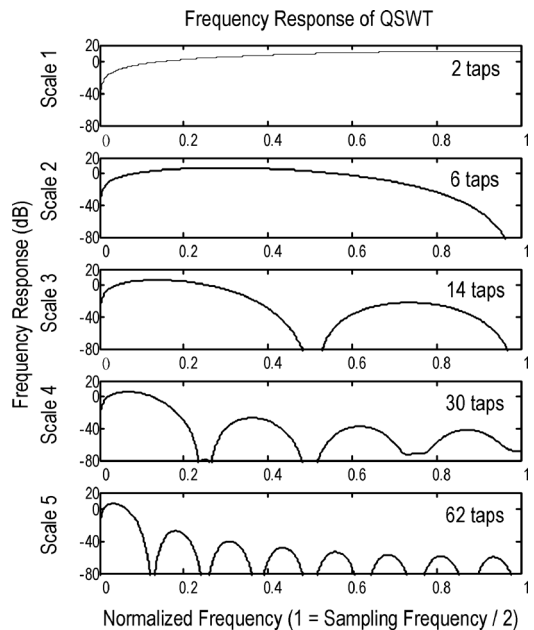 Frequency Response of QSWT
Frequency Response (dB)
Scale 1
20
0
-40
-80
2 taps
0 0.2 0.4 0.6 0.8 1
Scale 2
20
0
-40
-80
6 taps
0 0.2 0.4 0.6 0.8 1
Scale 3
20
0
-40
-80
14 taps
0 0.2 0.4 0.6 0.8 1
Scale 4
20
0
-40
-80
30 taps
0 0.2 0.4 0.6 0.8 1
Scale 5
20
0
-40
-80
62 taps
0 0.2 0.4 0.6 0.8 1
Normalized Frequency (1 = Sampling Frequency / 2)